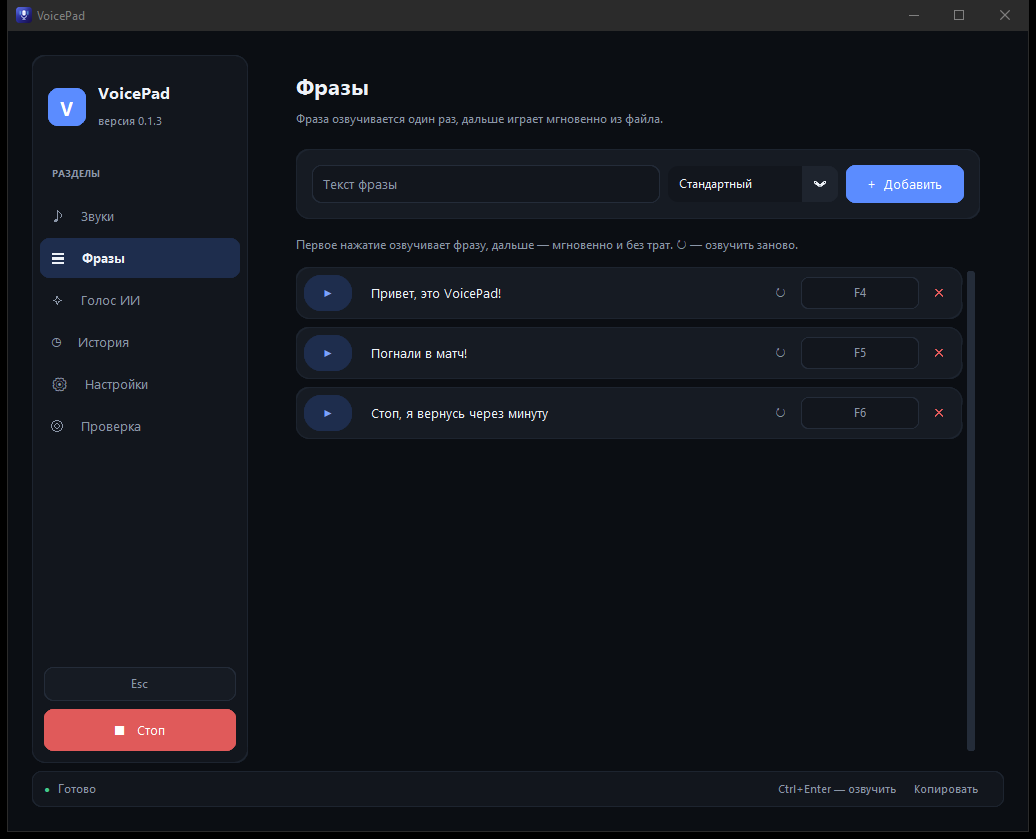 VoicePad
V
VoicePad
версия 0.1.3
РАЗДЕЛЫ
Звуки
Фразы
Голос ИИ
История
Настройки
Проверка
Esc
Стоп
Фразы
Фраза озвучивается один раз, дальше играет мгновенно из файла.
Текст фразы
Стандартный
+ Добавить
Первое нажатие озвучивает фразу, дальше — мгновенно и без трат. ↻ — озвучить заново.
Привет, это VoicePad!
F4
Погнали в матч!
F5
Стоп, я вернусь через минуту
F6
Готово
Ctrl+Enter — озвучить
Копировать